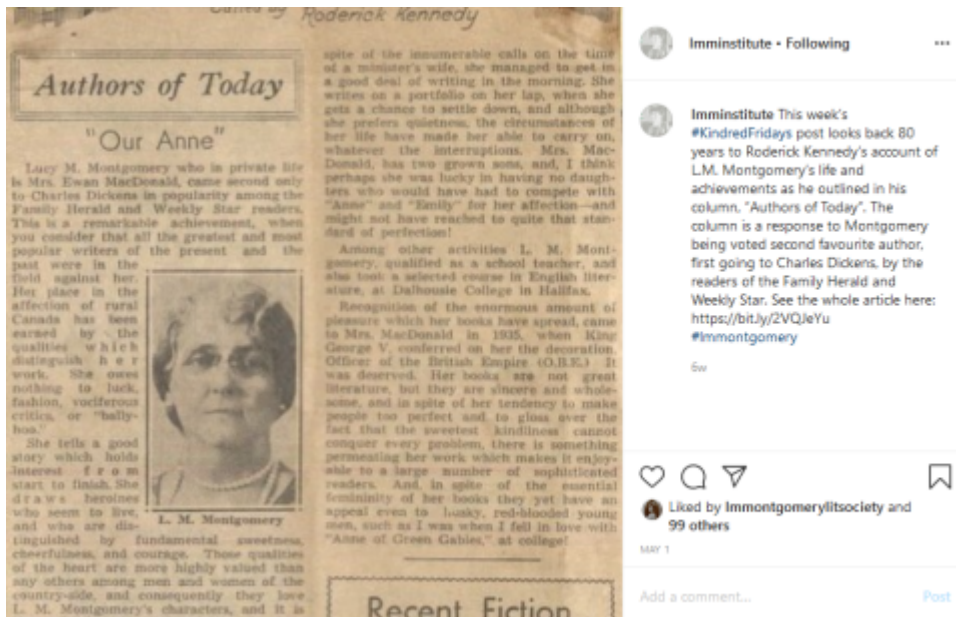 Edited by Roderick Kennedy
Authors of Today
"Our Anne"
Lucy M. Montgomery who in private life
is Mrs. Ewan MacDonald, came second only
to Charles Dickens in popularity among the
Family Herald and Weekly Star readers.
This is a remarkable achievement, when
you consider that all the greatest and most
popular writers of the present and the
past were in the
field against her.
Her place in the
affection of rural
Canada has been
earned by the
qualities which
distinguish her
work. She owes
nothing to luck,
fashion, vociferous
critics, or "bally-
hoo."
She tells a good
story which holds
interest from
start to finish. She
draws heroines
who seem to live,
and who are dis-
tinguished by fundamental sweetness,
cheerfulness, and courage. Those qualities
of the heart are more highly valued than
any others among men and women of the
country-side, and consequently they love
L. M. Montgomery's characters, and it is
L. M. Montgomery
spite of the innumerable calls on the time
of a minister's wife, she managed to get in
a good deal of writing in the morning. She
writes on a portfolio on her lap, when she
gets a chance to settle down, and although
she prefers quietness, the circumstances of
her life have made her able to carry on,
whatever the interruptions. Mrs. Mac-
Donald, has two grown sons, and, I think
perhaps she was lucky in having no daugh-
ters who would have had to compete with
"Anne" and "Emily" for her affection—and
might not have reached to quite that stan-
dard of perfection!
Among other activities L. M. Mont-
gomery, qualified as a school teacher, and
also took a selected course in English liter-
ature, at Dalhousie College in Halifax.
Recognition of the enormous amount of
pleasure which her books have spread, came
to Mrs. MacDonald in 1935, when King
George V, conferred on her the decoration,
Officer of the British Empire (O.B.E.) It
was deserved. Her books are not great
literature, but they are sincere and whole-
some, and in spite of her tendency to make
people too perfect and to gloss over the
fact that the sweetest kindliness cannot
conquer every problem, there is something
permeating her work which makes it enjoy-
able to a large number of sophisticated
readers. And, in spite of the essential
femininity of her books they yet have an
appeal even to husky, red-blooded young
men, such as I was when I fell in love with
"Anne of Green Gables," at college!
Recent Fiction
lmminstitute • Following
lmminstitute This week's
#KindredFridays post looks back 80
years to Roderick Kennedy's account of
L.M. Montgomery's life and
achievements as he outlined in his
column, "Authors of Today". The
column is a response to Montgomery
being voted second favourite author,
first going to Charles Dickens, by the
readers of the Family Herald and
Weekly Star. See the whole article here:
https://bit.ly/2VQJeYu
#lmmontgomery
6w
Liked by lmmontgomerylitsociety and
99 others
MAY 1
Add a comment...
Post